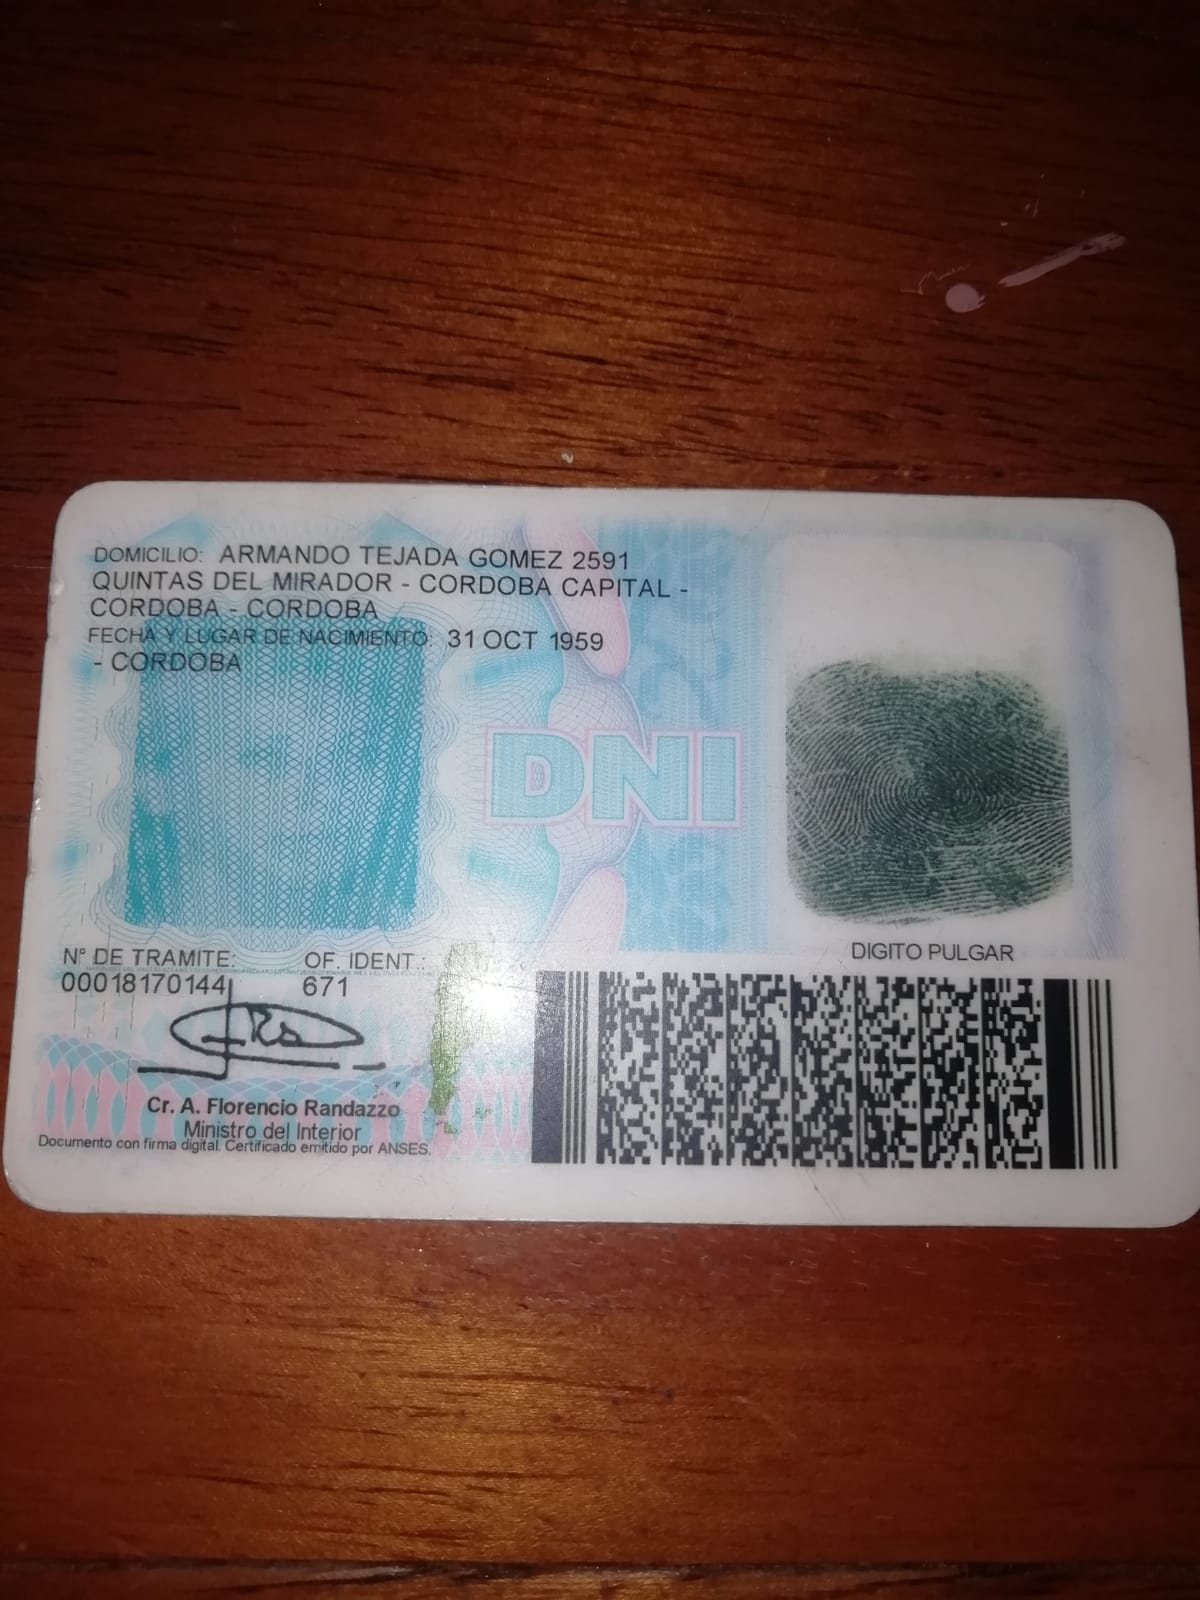 DOMICILIO: ARMANDO TEJADA GOMEZ 2591
QUINTAS DEL MIRADOR - CORDOBA CAPITAL -
CORDOBA - CORDOBA
FECHA Y LUGAR DE NACIMIENTO: 31 OCT 1959
- CORDOBA
DNI
DIGITO PULGAR
N° DE TRAMITE: OF. IDENT.:
00018170144 671
Cr. A. Florencio Randazzo
Ministro del Interior
Documento con firma digital. Certificado emitido por ANSES.